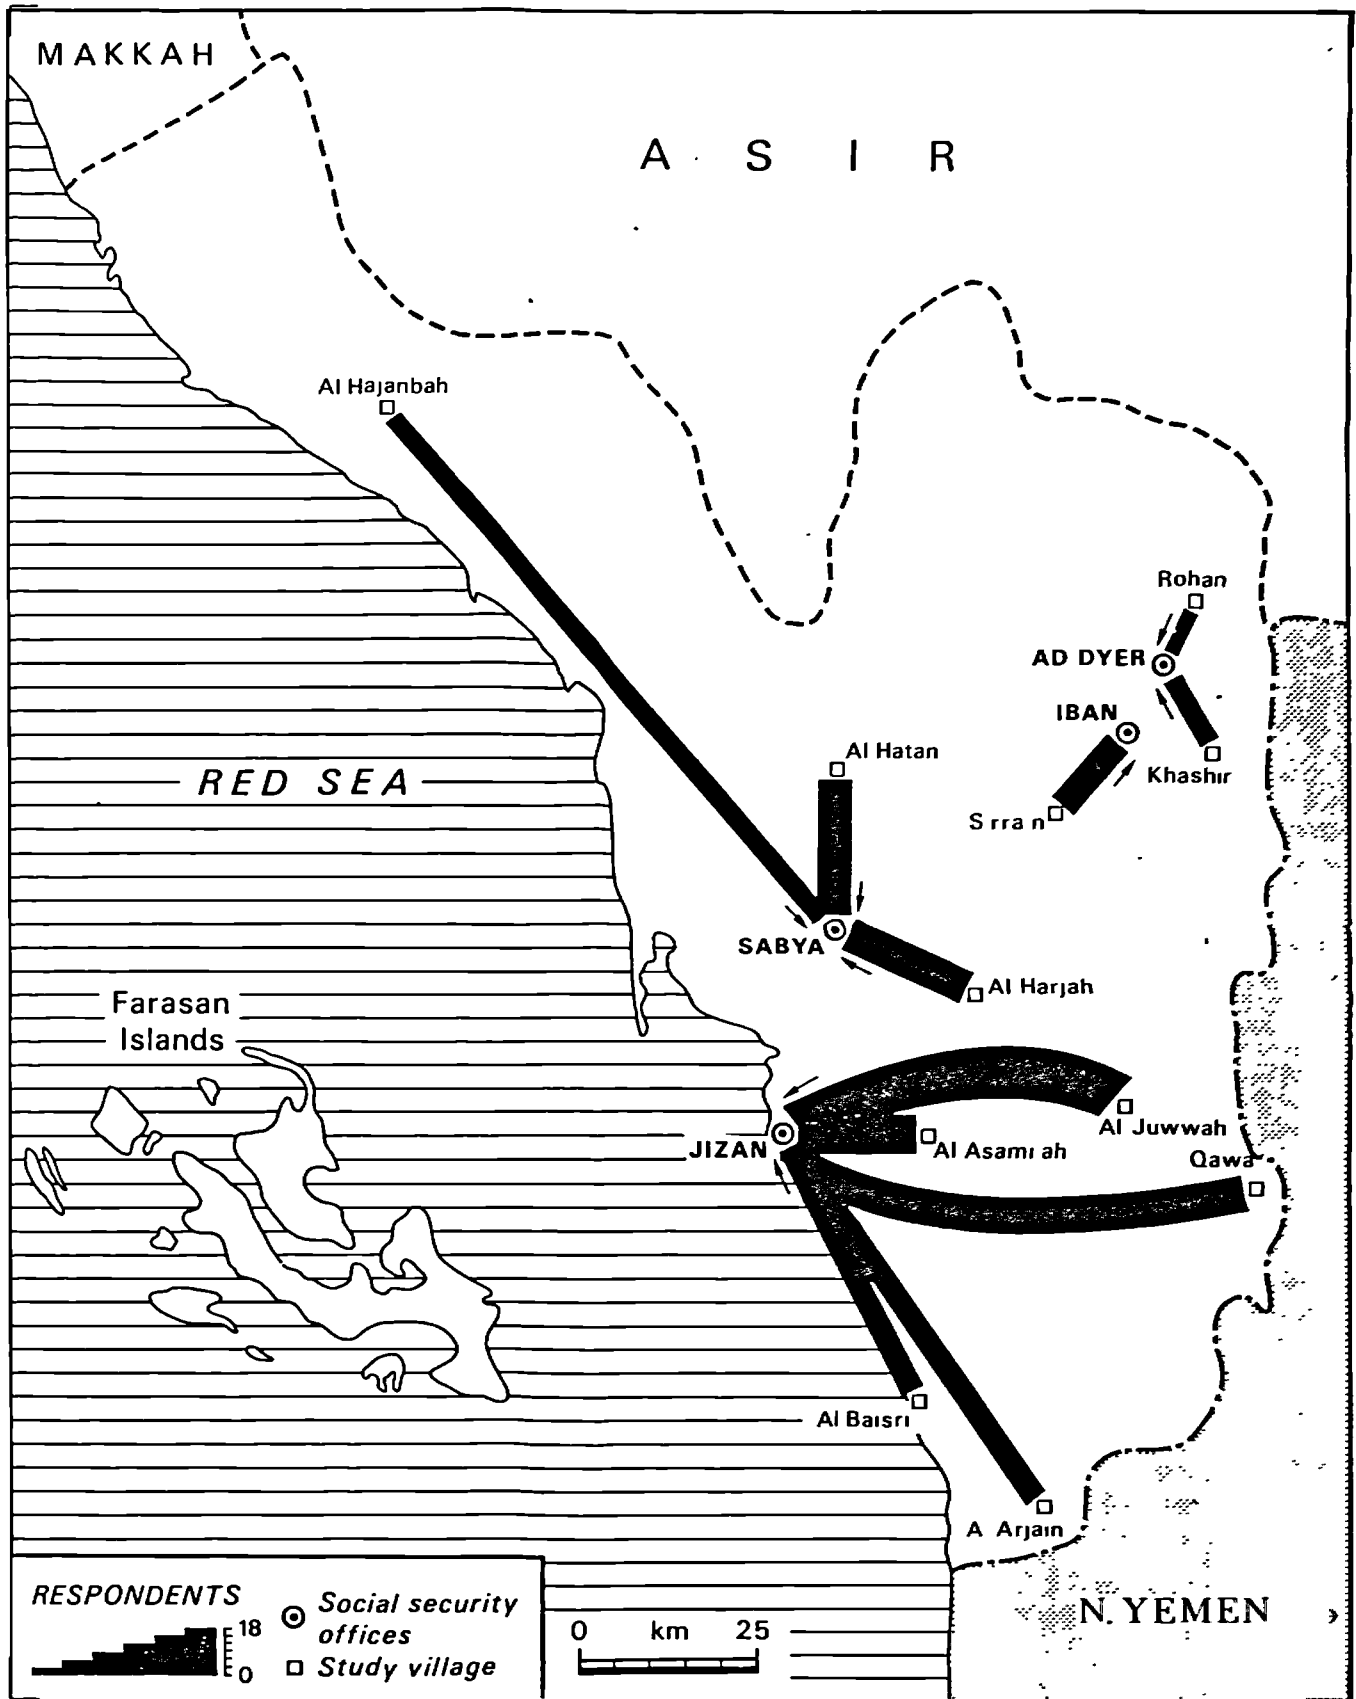 MAKKAH
A S I R
Al Hajanbah
Rohan
AD DYER
IBAN
Al Hatan
Khashir
RED SEA
S rra n
SABYA
Al Harjah
Farasan
Islands
Al Juwwah
JIZAN
Al Asami ah
Qawa
Al Baisri
A Arjain
RESPONDENTS
18
0
Social security
offices
Study village
0 km 25
N. YEMEN